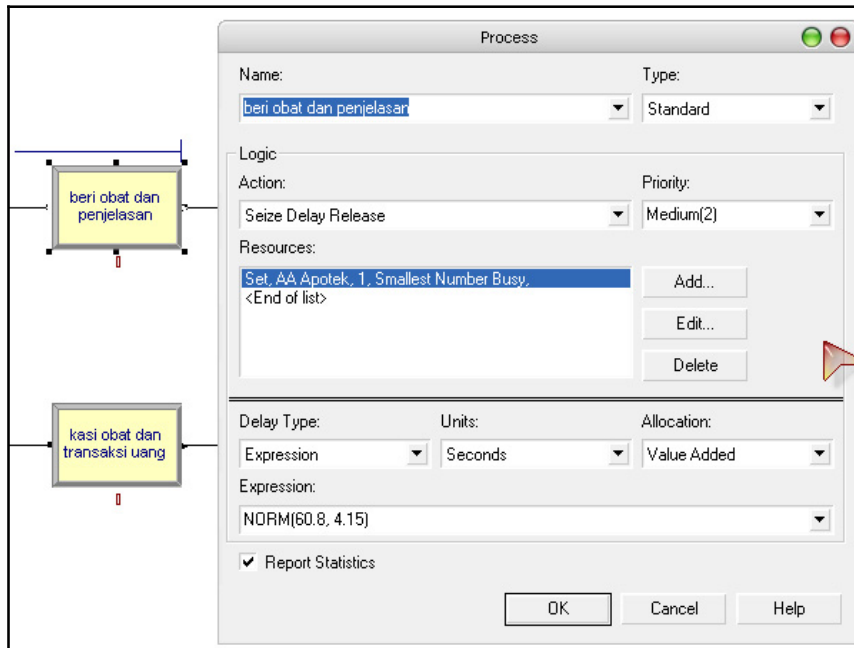 Process
Name:
Type:
beri obat dan penjelasan
Standard
Logic
Action:
Priority:
Seize Delay Release
Medium(2)
Resources:
Set, AA Apotek, 1, Smallest Number Busy,
<End of list>
Add...
Edit...
Delete
Delay Type:
Units:
Allocation:
Expression
Seconds
Value Added
Expression:
NORM(60.8, 4.15)
Report Statistics
OK
Cancel
Help
beri obat dan
penjelasan
kasi obat dan
transaksi uang